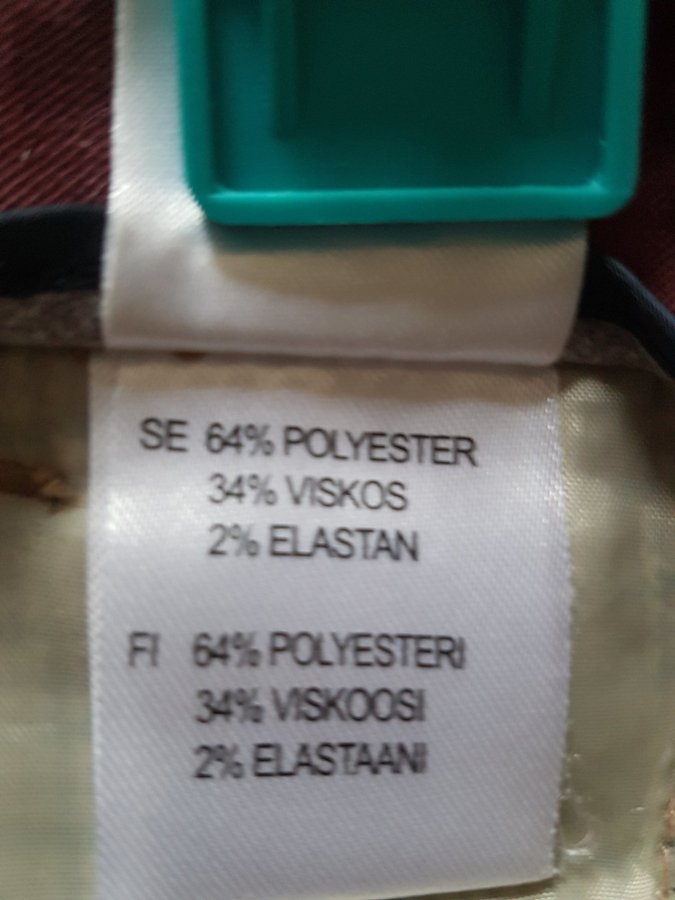 SE 64% POLYESTER
34% VISKOS
2% ELASTAN
FI 64% POLYESTERI
34% VISKOOSI
2% ELASTAANI